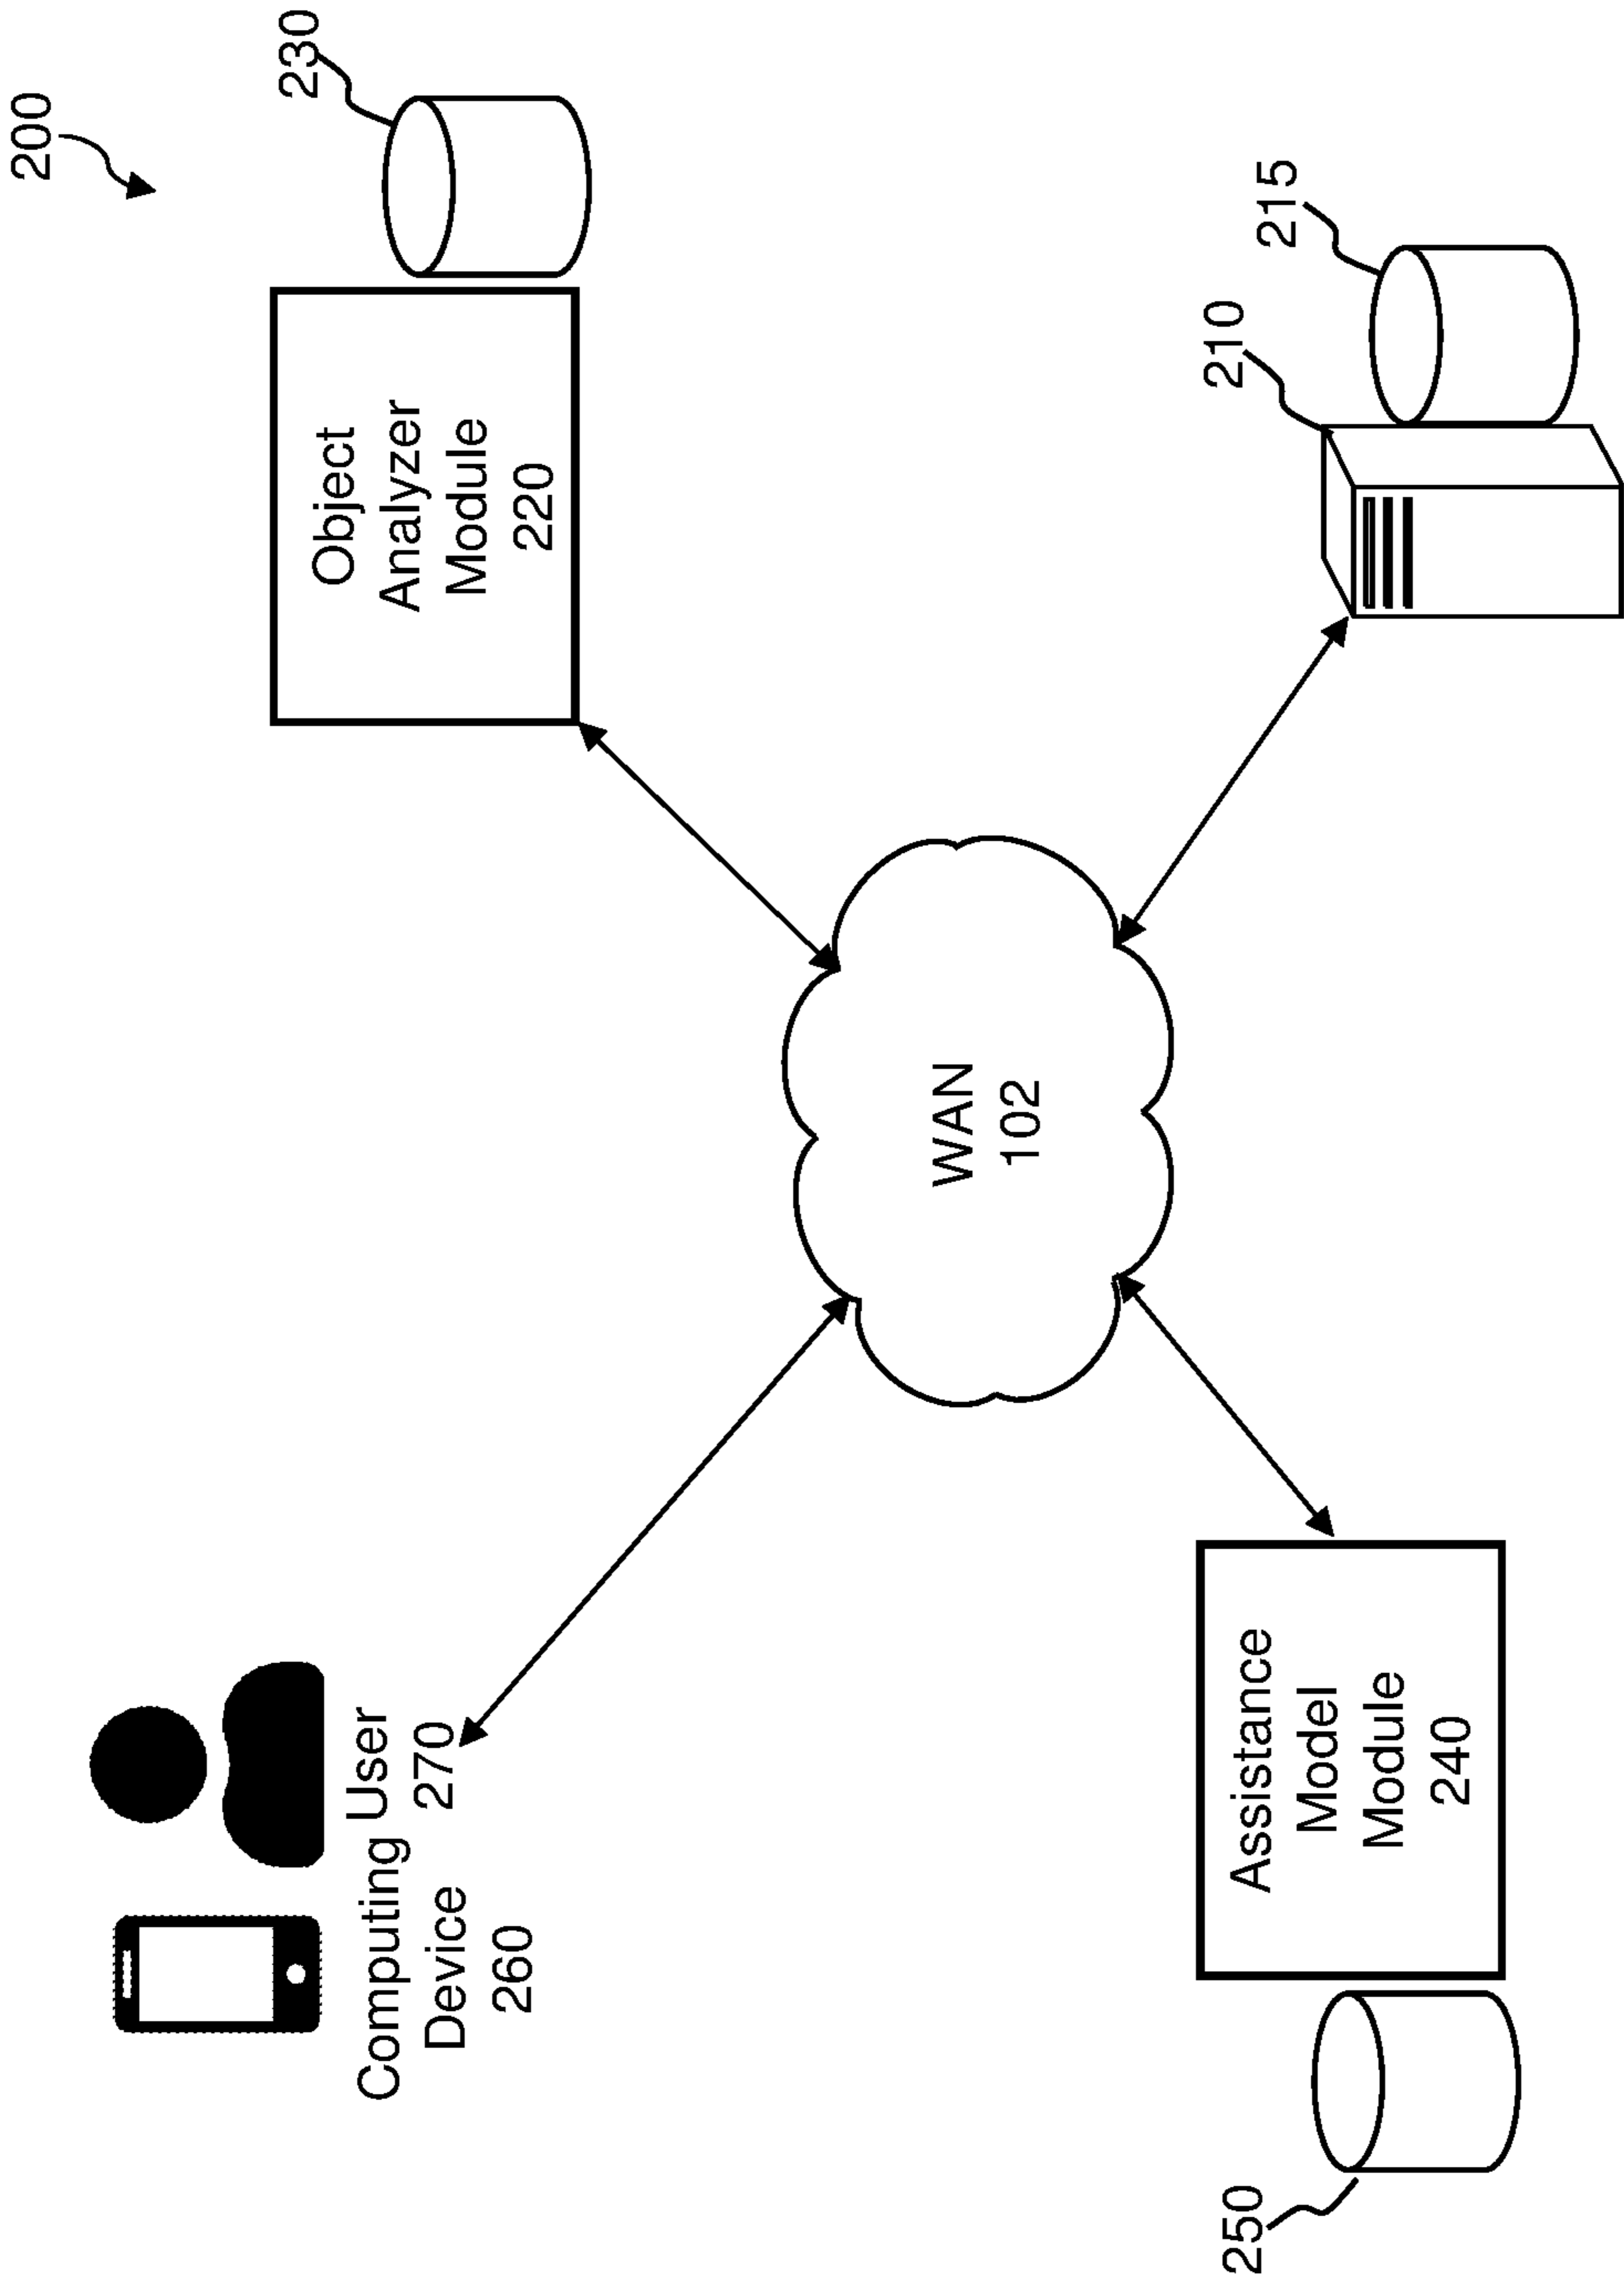 200
230
Object
Analyzer
Module
220
User
270
Computing
Device
260
WAN
102
210
215
Assistance
Model
Module
240
250